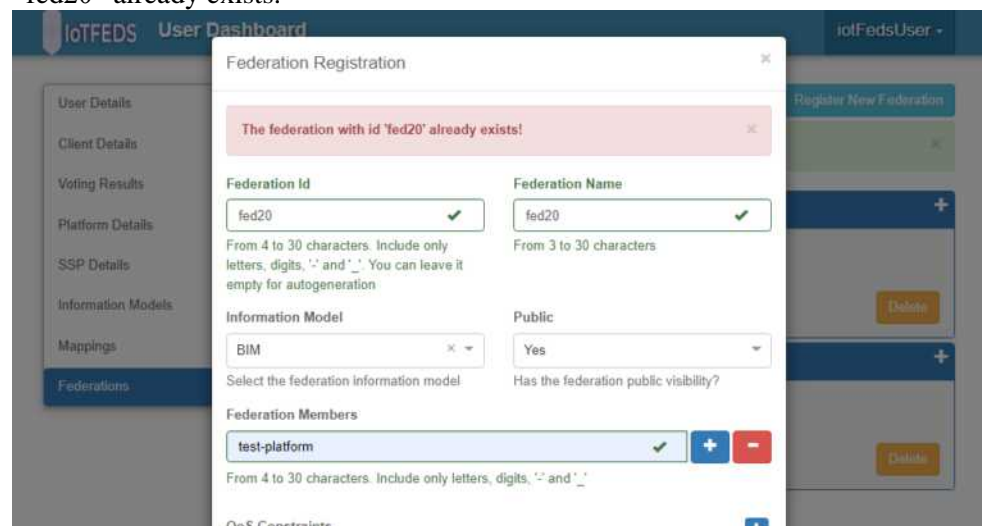 "fed20" already exists.
IoTFEDS User Dashboard iotFedsUser
Federation Registration ×
User Details
Register New Federation
The federation with id 'fed20' already exists! ×
Client Details
×
Voting Results
Federation Id Federation Name
fed20 fed20
Platform Details
From 4 to 30 characters. Include only From 3 to 30 characters
letters, digits, '-' and '_'. You can leave it
empty for autogeneration
SSP Details
Information Models
Delete
Information Model Public
Mappings
BIM × Yes
Federations
Select the federation information model Has the federation public visibility?
Federation Members
test-platform + -
Delete
From 4 to 30 characters. Include only letters, digits, '-' and '_'
QoS Constraints